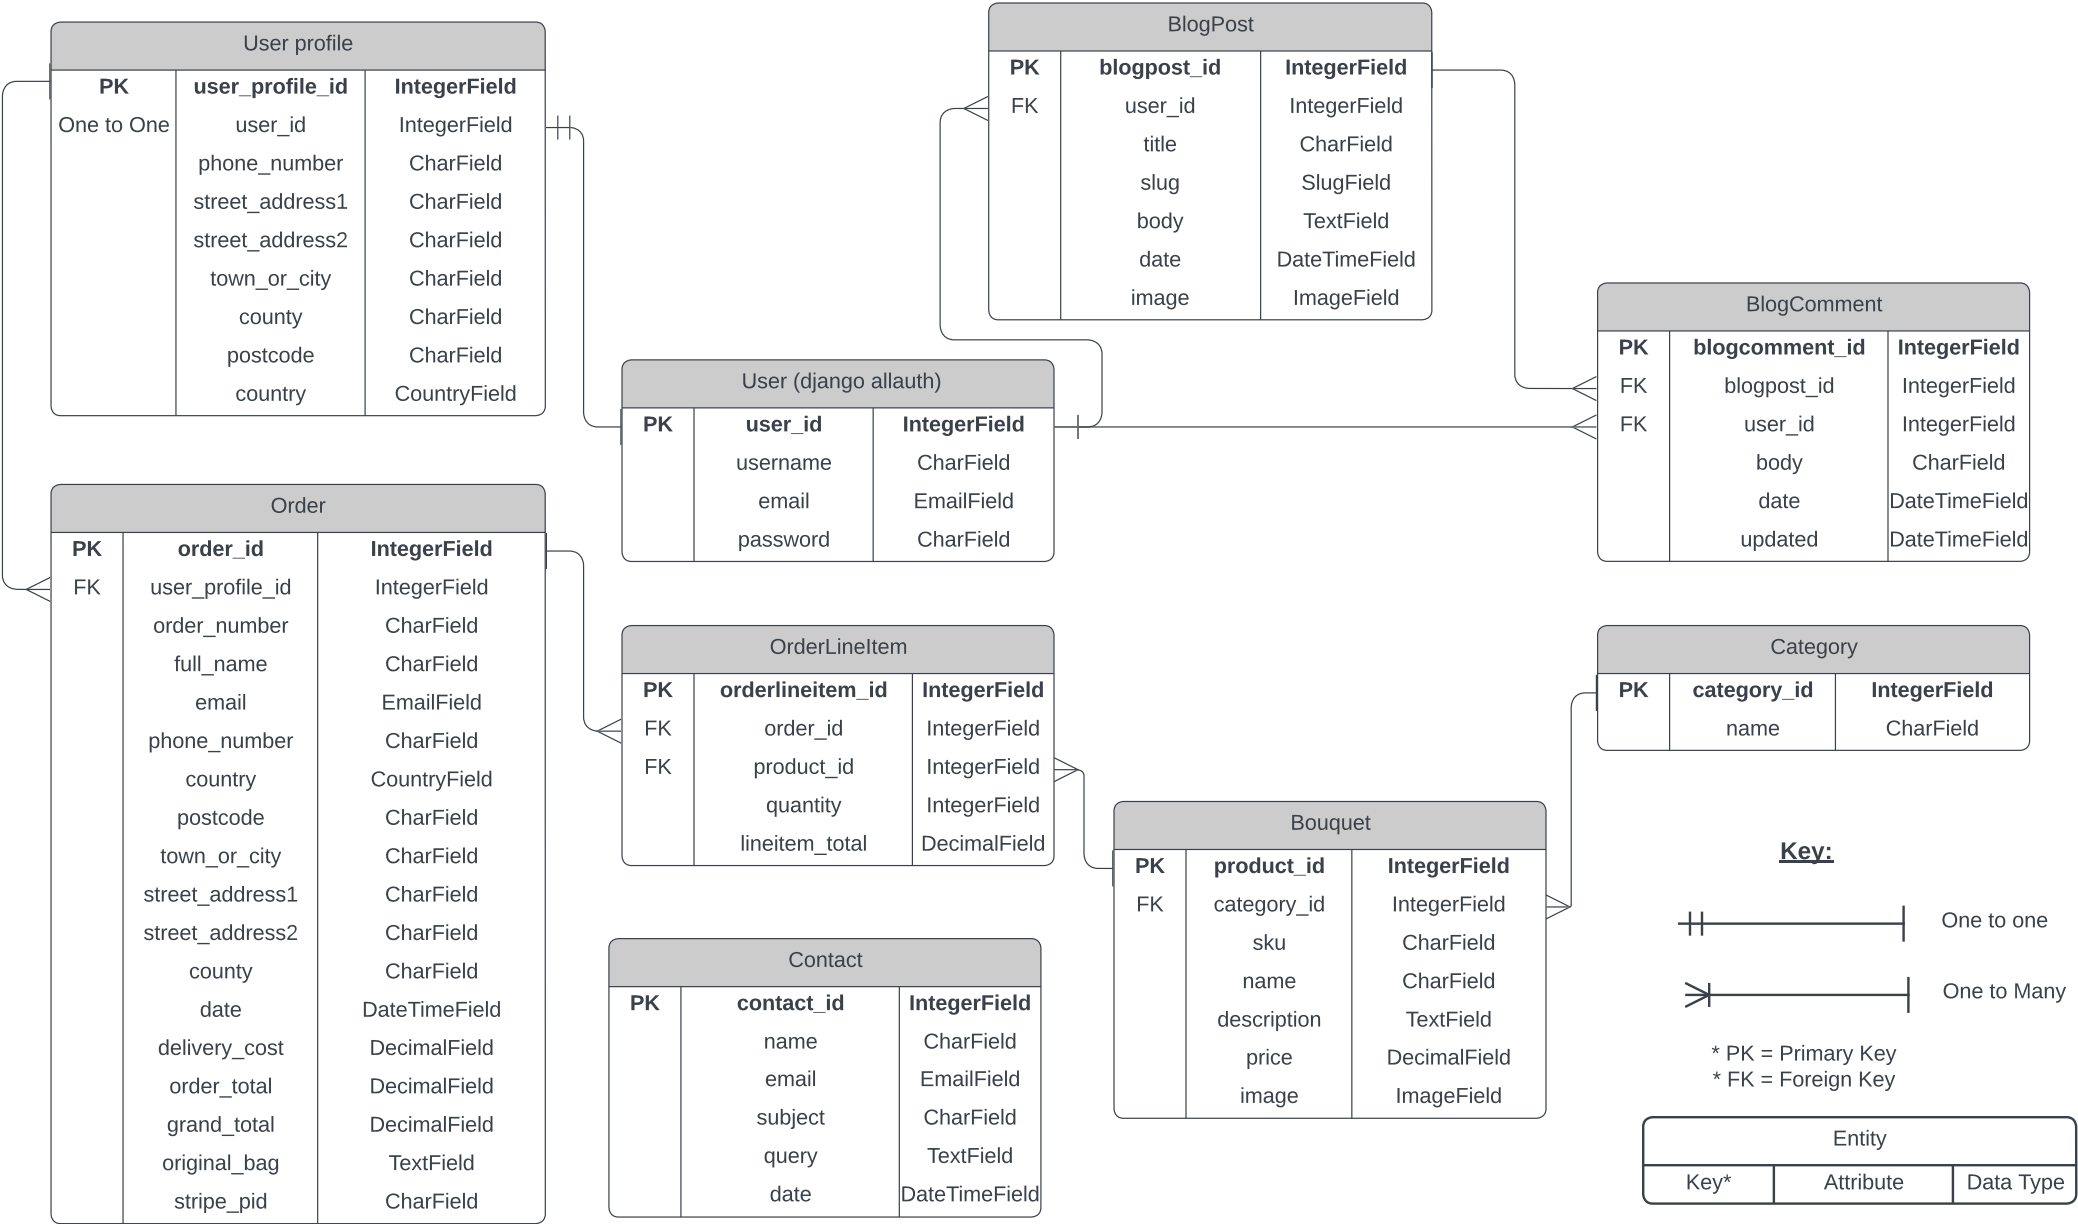 User profile
PK user_profile_id IntegerField
One to One user_id IntegerField
phone_number CharField
street_address1 CharField
street_address2 CharField
town_or_city CharField
county CharField
postcode CharField
country CountryField
BlogPost
PK blogpost_id IntegerField
FK user_id IntegerField
title CharField
slug SlugField
body TextField
date DateTimeField
image ImageField
BlogComment
PK blogcomment_id IntegerField
FK blogpost_id IntegerField
FK user_id IntegerField
body CharField
date DateTimeField
updated DateTimeField
User (django allauth)
PK user_id IntegerField
username CharField
email EmailField
password CharField
Order
PK order_id IntegerField
FK user_profile_id IntegerField
order_number CharField
full_name CharField
email EmailField
phone_number CharField
country CountryField
postcode CharField
town_or_city CharField
street_address1 CharField
street_address2 CharField
county CharField
date DateTimeField
delivery_cost DecimalField
order_total DecimalField
grand_total DecimalField
original_bag TextField
stripe_pid CharField
OrderLineItem
PK orderlineitem_id IntegerField
FK order_id IntegerField
FK product_id IntegerField
quantity IntegerField
lineitem_total DecimalField
Category
PK category_id IntegerField
name CharField
Bouquet
PK product_id IntegerField
FK category_id IntegerField
sku CharField
name CharField
description TextField
price DecimalField
image ImageField
Contact
PK contact_id IntegerField
name CharField
email EmailField
subject CharField
query TextField
date DateTimeField
Key:
One to one
One to Many
* PK = Primary Key
* FK = Foreign Key
Entity
Key* Attribute Data Type